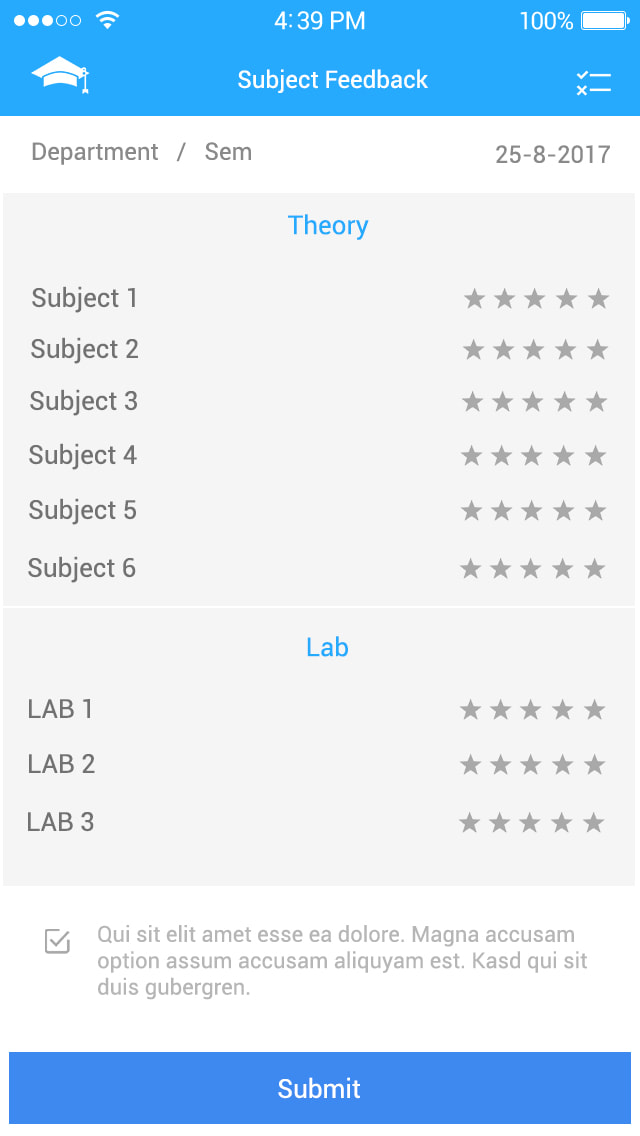 4:39 PM 100%
Subject Feedback
Department / Sem 25-8-2017
Theory
Subject 1
Subject 2
Subject 3
Subject 4
Subject 5
Subject 6
Lab
LAB 1
LAB 2
LAB 3
Qui sit elit amet esse ea dolore. Magna accusam
option assum accusam aliquyam est. Kasd qui sit
duis gubergren.
Submit